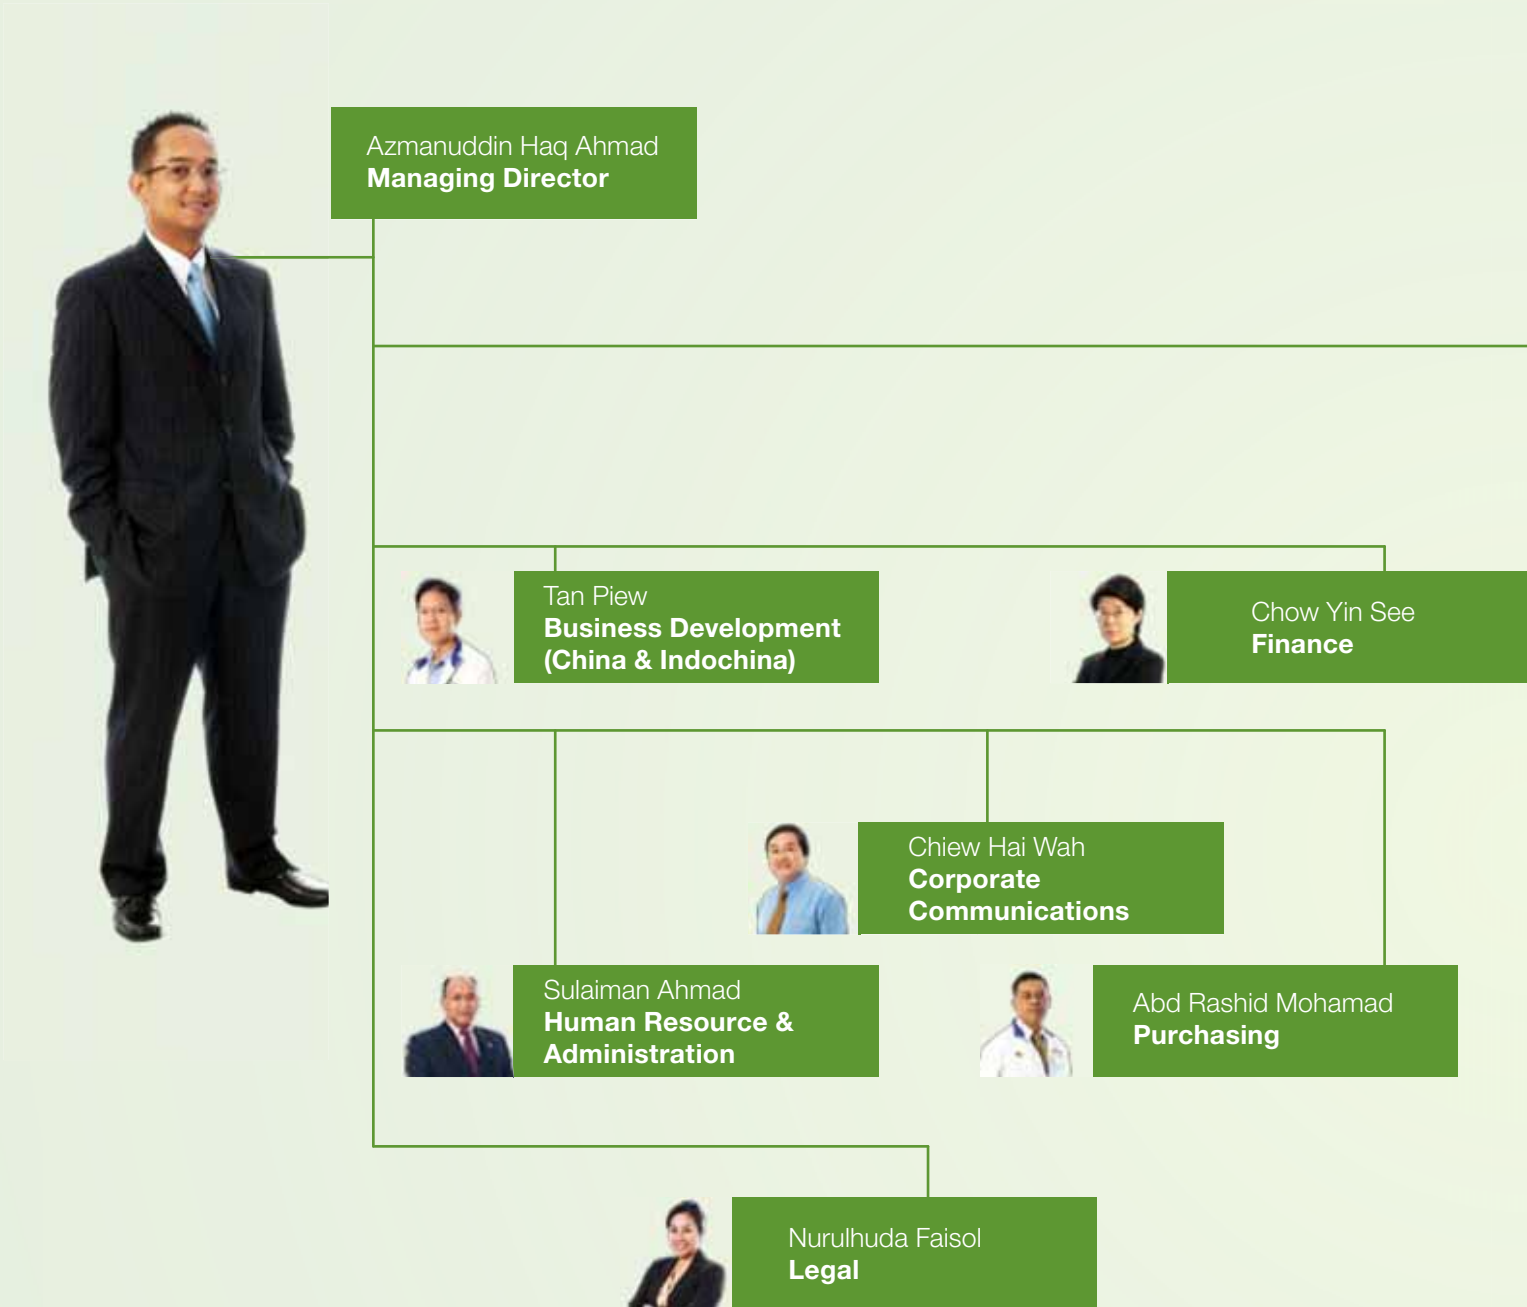 Azmanuddin Haq Ahmad
Managing Director
Tan Piew
Business Development
(China & Indochina)
Chow Yin See
Finance
Chiew Hai Wah
Corporate
Communications
Sulaiman Ahmad
Human Resource &
Administration
Abd Rashid Mohamad
Purchasing
Nurulhuda Faisol
Legal